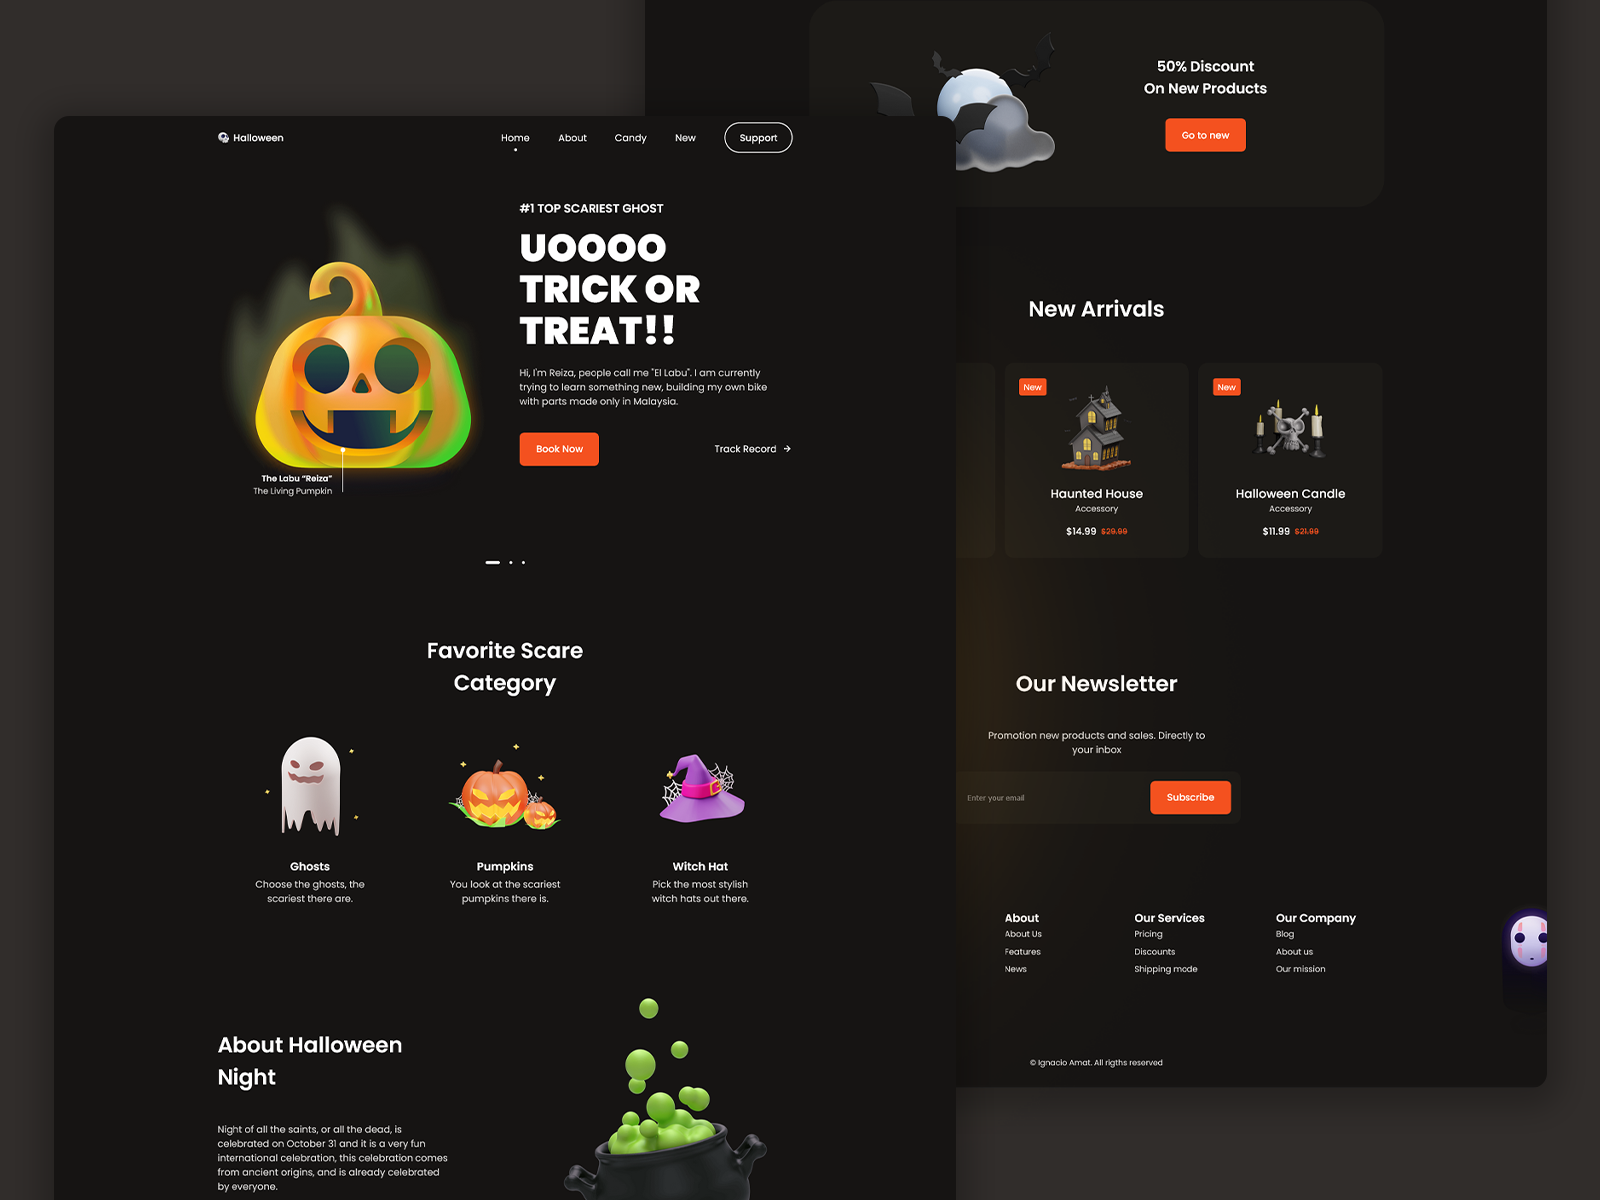 Halloween
Home
About
Candy
New
Support
#1 TOP SCARIEST GHOST
UOOOO
TRICK OR
TREAT!!
Hi, I'm Reiza, people call me "El Labu". I am currently
trying to learn something new, building my own bike
with parts made only in Malaysia.
Book Now
Track Record →
The Labu “Reiza”
The Living Pumpkin
Favorite Scare
Category
Ghosts
Choose the ghosts, the
scariest there are.
Pumpkins
You look at the scariest
pumpkins there is.
Witch Hat
Pick the most stylish
witch hats out there.
About Halloween
Night
Night of all the saints, or all the dead, is
celebrated on October 31 and it is a very fun
international celebration, this celebration comes
from ancient origins, and is already celebrated
by everyone.
50% Discount
On New Products
Go to new
New Arrivals
New
Haunted House
Accessory
$14.99 $29.99
New
Halloween Candle
Accessory
$11.99 $21.99
Our Newsletter
Promotion new products and sales. Directly to
your inbox
Enter your email
Subscribe
About
About Us
Features
News
Our Services
Pricing
Discounts
Shipping mode
Our Company
Blog
About us
Our mission
© Ignacio Amat. All rigths reserved